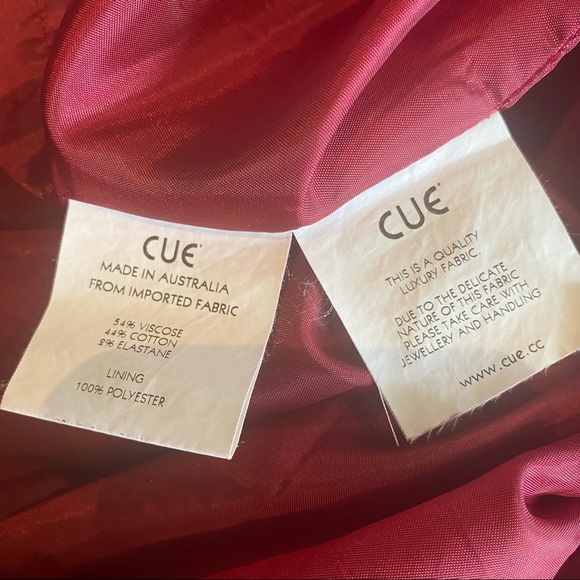 CUE
MADE IN AUSTRALIA
FROM IMPORTED FABRIC
54% VISCOSE
44% COTTON
2% ELASTANE
LINING
100% POLYESTER
CUE
THIS IS A QUALITY
LUXURY FABRIC.
DUE TO THE DELICATE
NATURE OF THIS FABRIC
PLEASE TAKE CARE WITH
JEWELLERY AND HANDLING
www.cue.cc